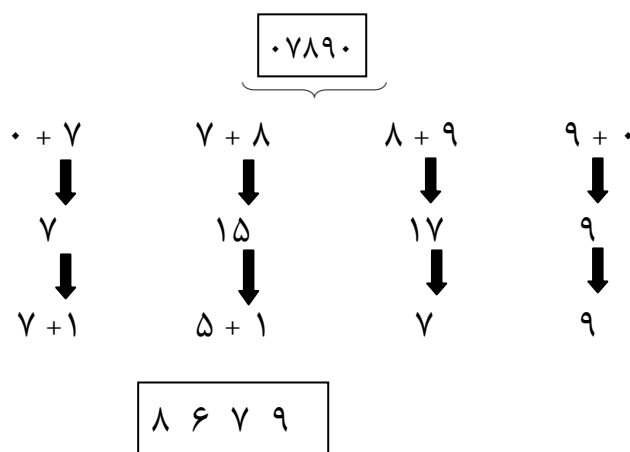 ۰۷۸۹۰
۰ + ۷ ۷ + ۸ ۸ + ۹ ۹ + ۰
۷ ۱۵ ۱۷ ۹
۷ +۱ ۵ + ۱ ۷ ۹
۸ ۶ ۷ ۹